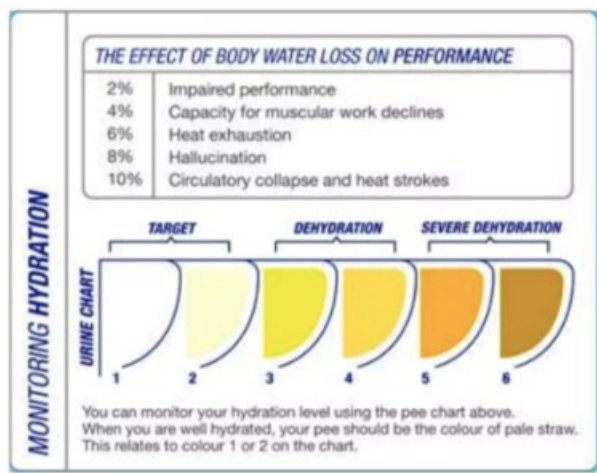 MONITORING HYDRATION
THE EFFECT OF BODY WATER LOSS ON PERFORMANCE
2% Impaired performance
4% Capacity for muscular work declines
6% Heat exhaustion
8% Hallucination
10% Circulatory collapse and heat strokes
TARGET DEHYDRATION SEVERE DEHYDRATION
URINE CHART
1 2 3 4 5 6
You can monitor your hydration level using the pee chart above.
When you are well hydrated, your pee should be the colour of pale straw.
This relates to colour 1 or 2 on the chart.